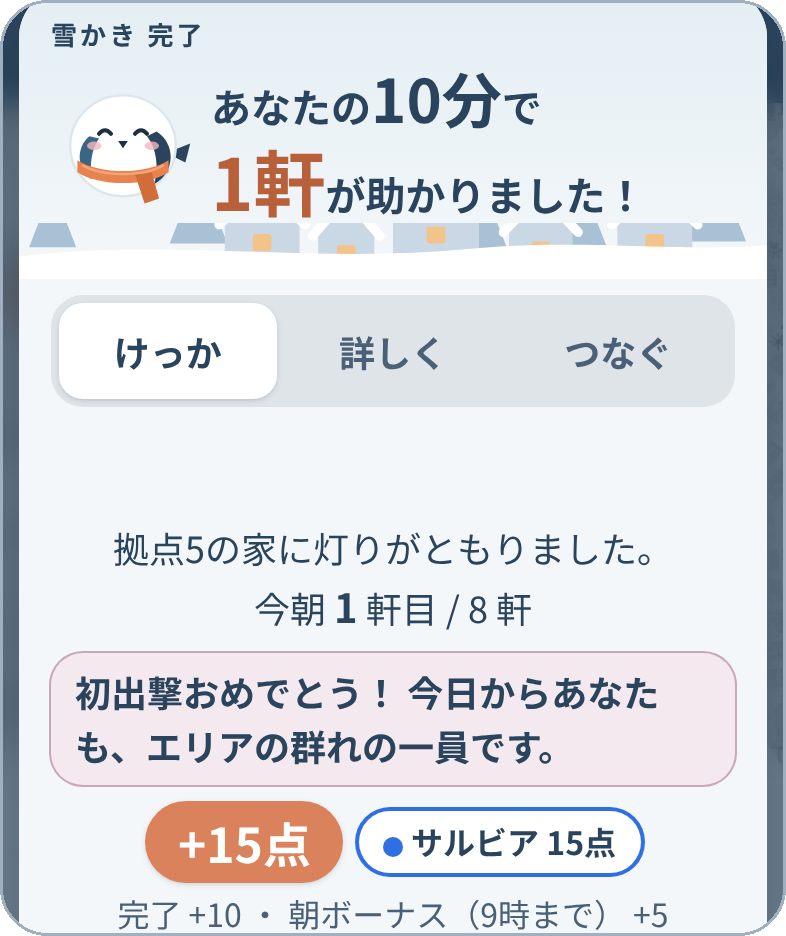 雪かき 完了
あなたの10分で
1軒が助かりました！
けっか
詳しく
つなぐ
拠点5の家に灯りがともりました。
今朝 1 軒目 / 8 軒
初出撃おめでとう！ 今日からあなた
も、エリアの群れの一員です。
+15点
サルビア 15点
完了 +10 ・ 朝ボーナス（9時まで） +5